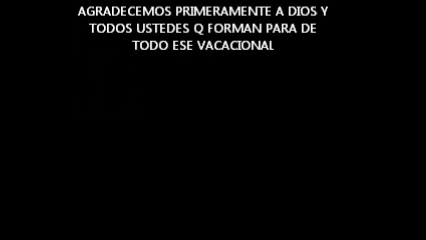 AGRADECEMOS PRIMERAMENTE A DIOS Y
TODOS USTEDES Q FORMAN PARA DE
TODO ESE VACACIONAL